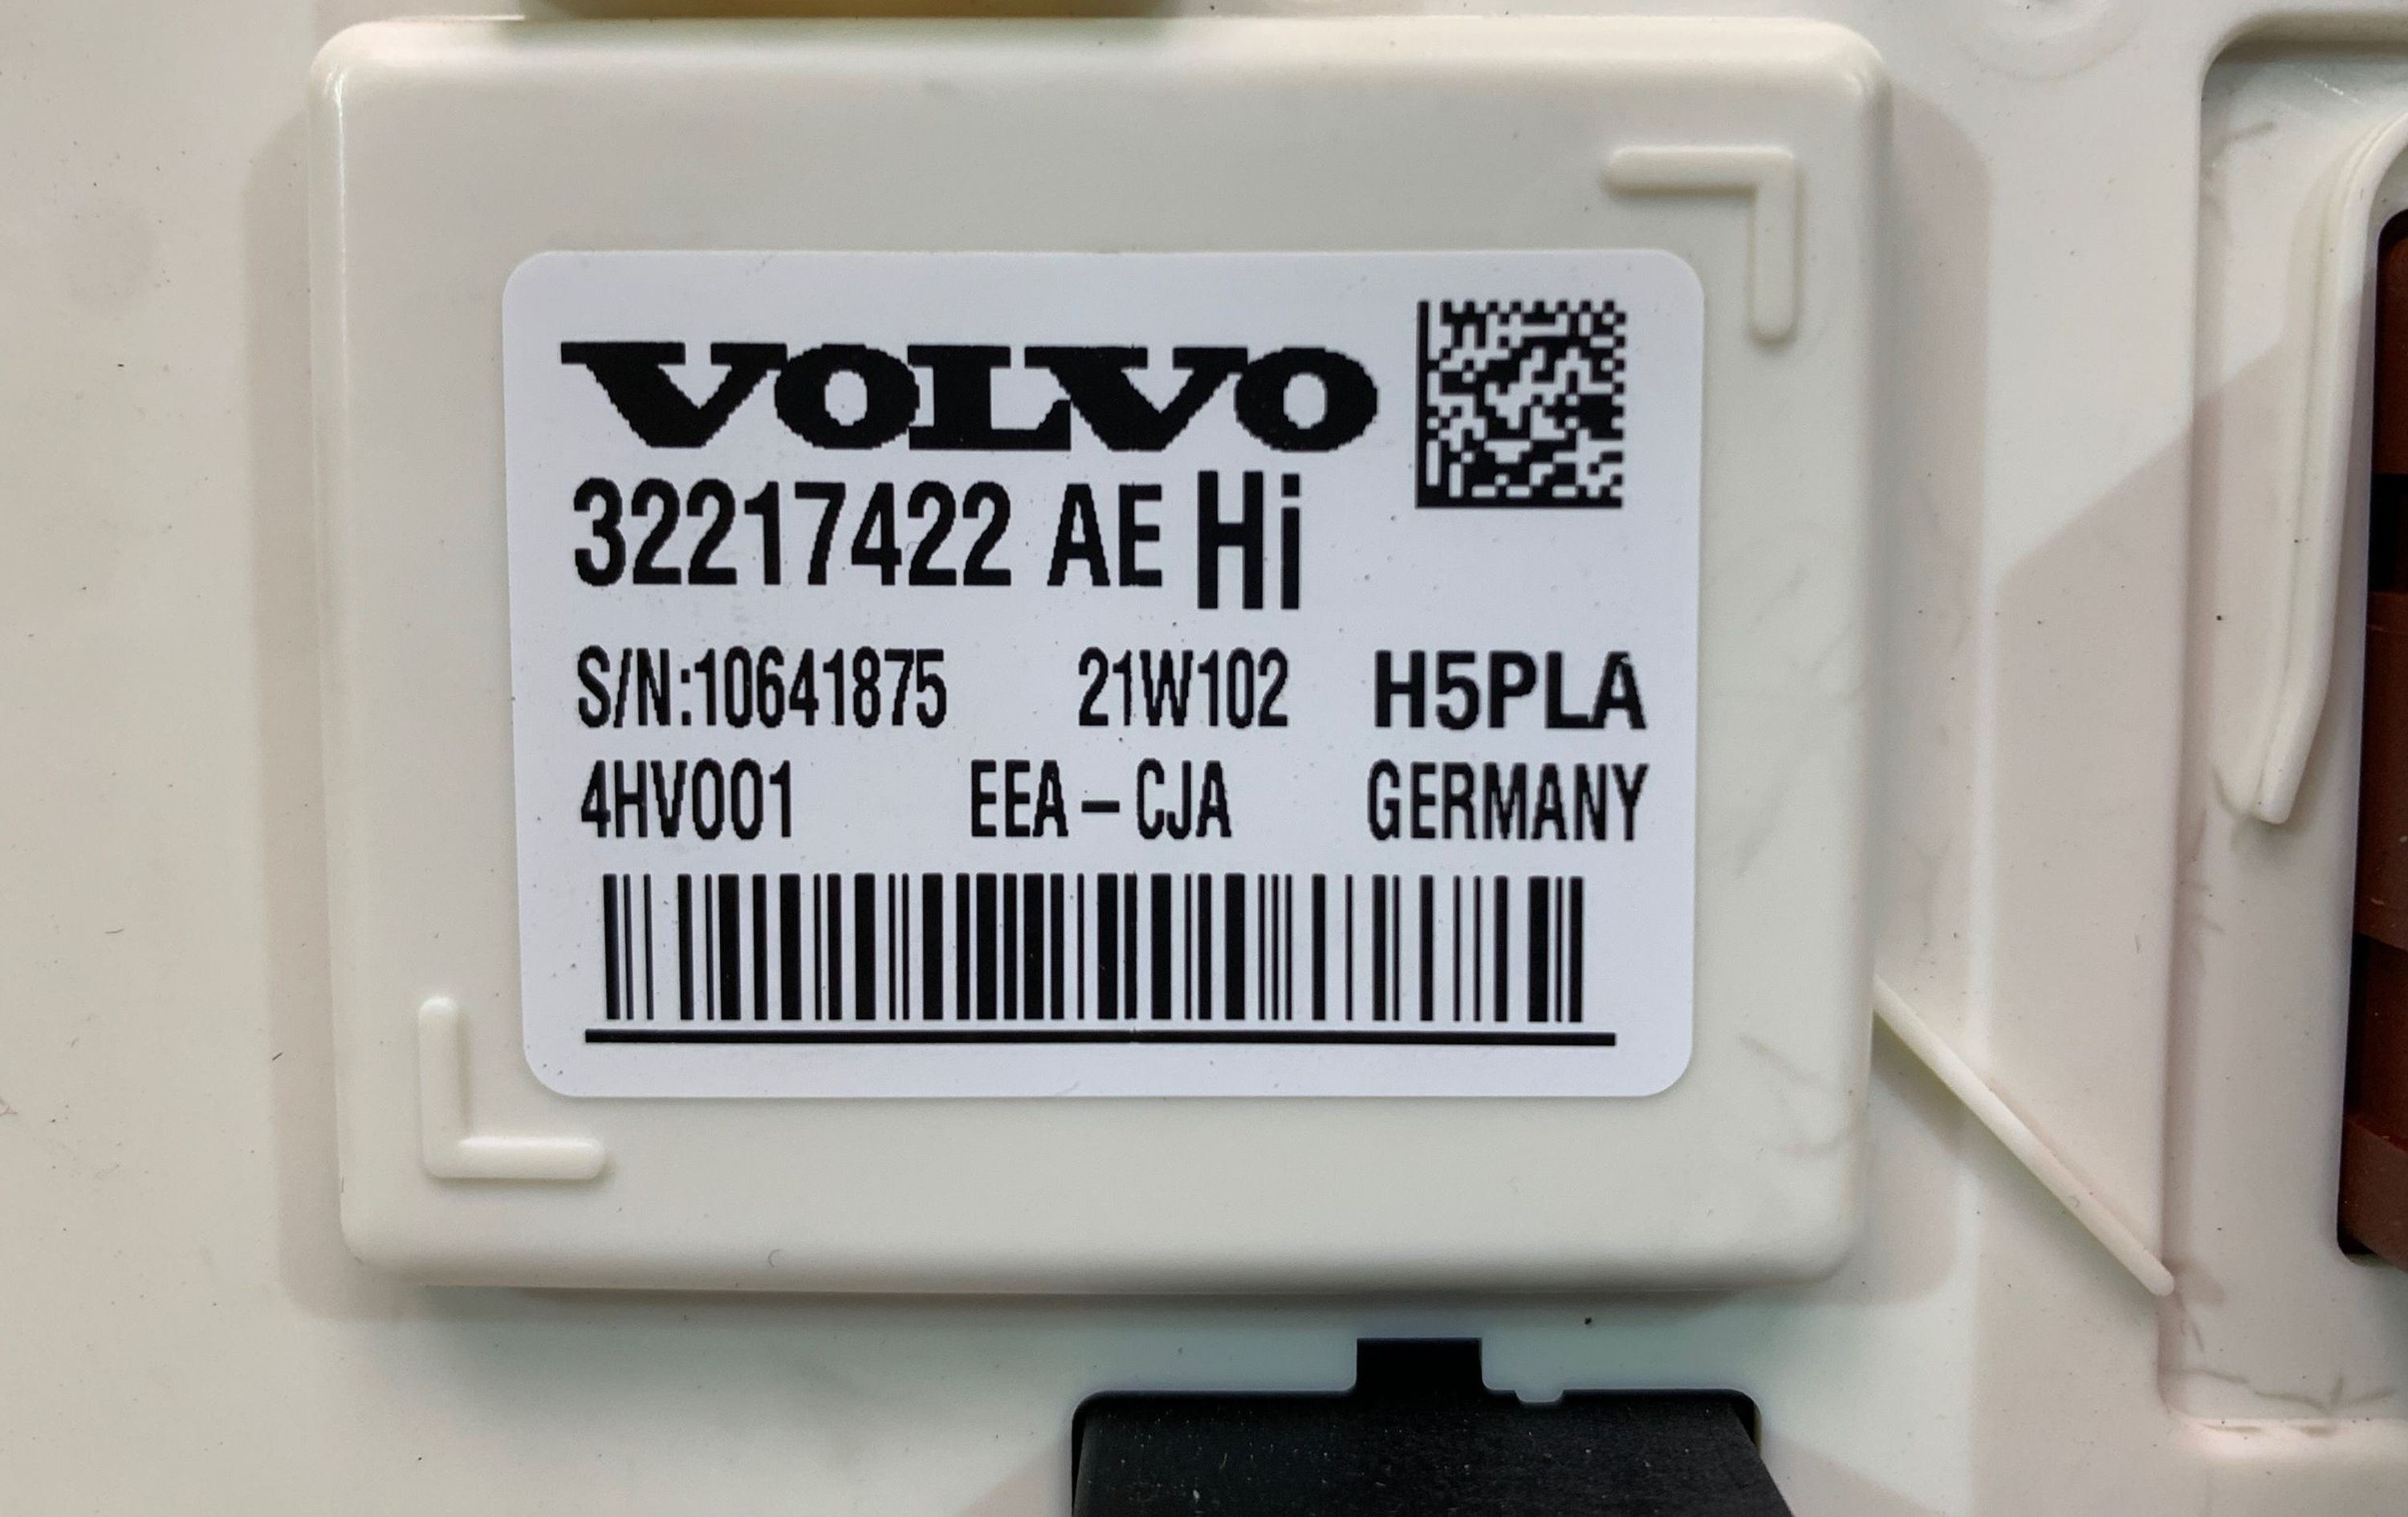 VOLVO
32217422 AE Hi
S/N:10641875 21W102 H5PLA
4HV001 EEA-CJA GERMANY